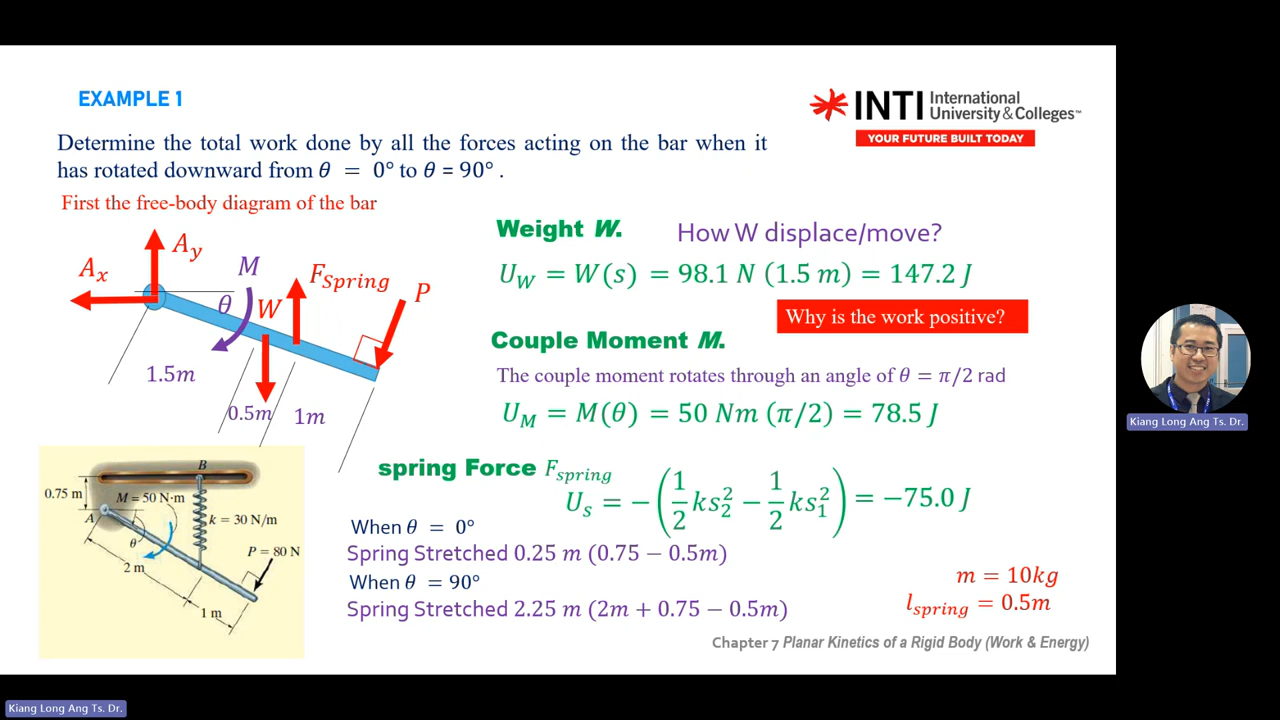 EXAMPLE 1
INTI International University & Colleges™
YOUR FUTURE BUILT TODAY
Determine the total work done by all the forces acting on the bar when it
has rotated downward from θ = 0° to θ = 90° .
First the free-body diagram of the bar
A_y
A_x
M
θ
W
F_Spring
P
1.5m
0.5m
1m
Weight W.
How W displace/move?
U_W = W(s) = 98.1 N (1.5 m) = 147.2 J
Why is the work positive?
Couple Moment M.
The couple moment rotates through an angle of θ = π/2 rad
U_M = M(θ) = 50 Nm (π/2) = 78.5 J
spring Force F_spring
U_s = −(1/2 ks_2^2 − 1/2 ks_1^2) = −75.0 J
When θ = 0°
Spring Stretched 0.25 m (0.75 − 0.5m)
When θ = 90°
Spring Stretched 2.25 m (2m + 0.75 − 0.5m)
m = 10kg
l_spring = 0.5m
B
0.75 m
M = 50 N·m
A
k = 30 N/m
θ
P = 80 N
2 m
1 m
Chapter 7 Planar Kinetics of a Rigid Body (Work & Energy)
Kiang Long Ang Ts. Dr.
Kiang Long Ang Ts. Dr.